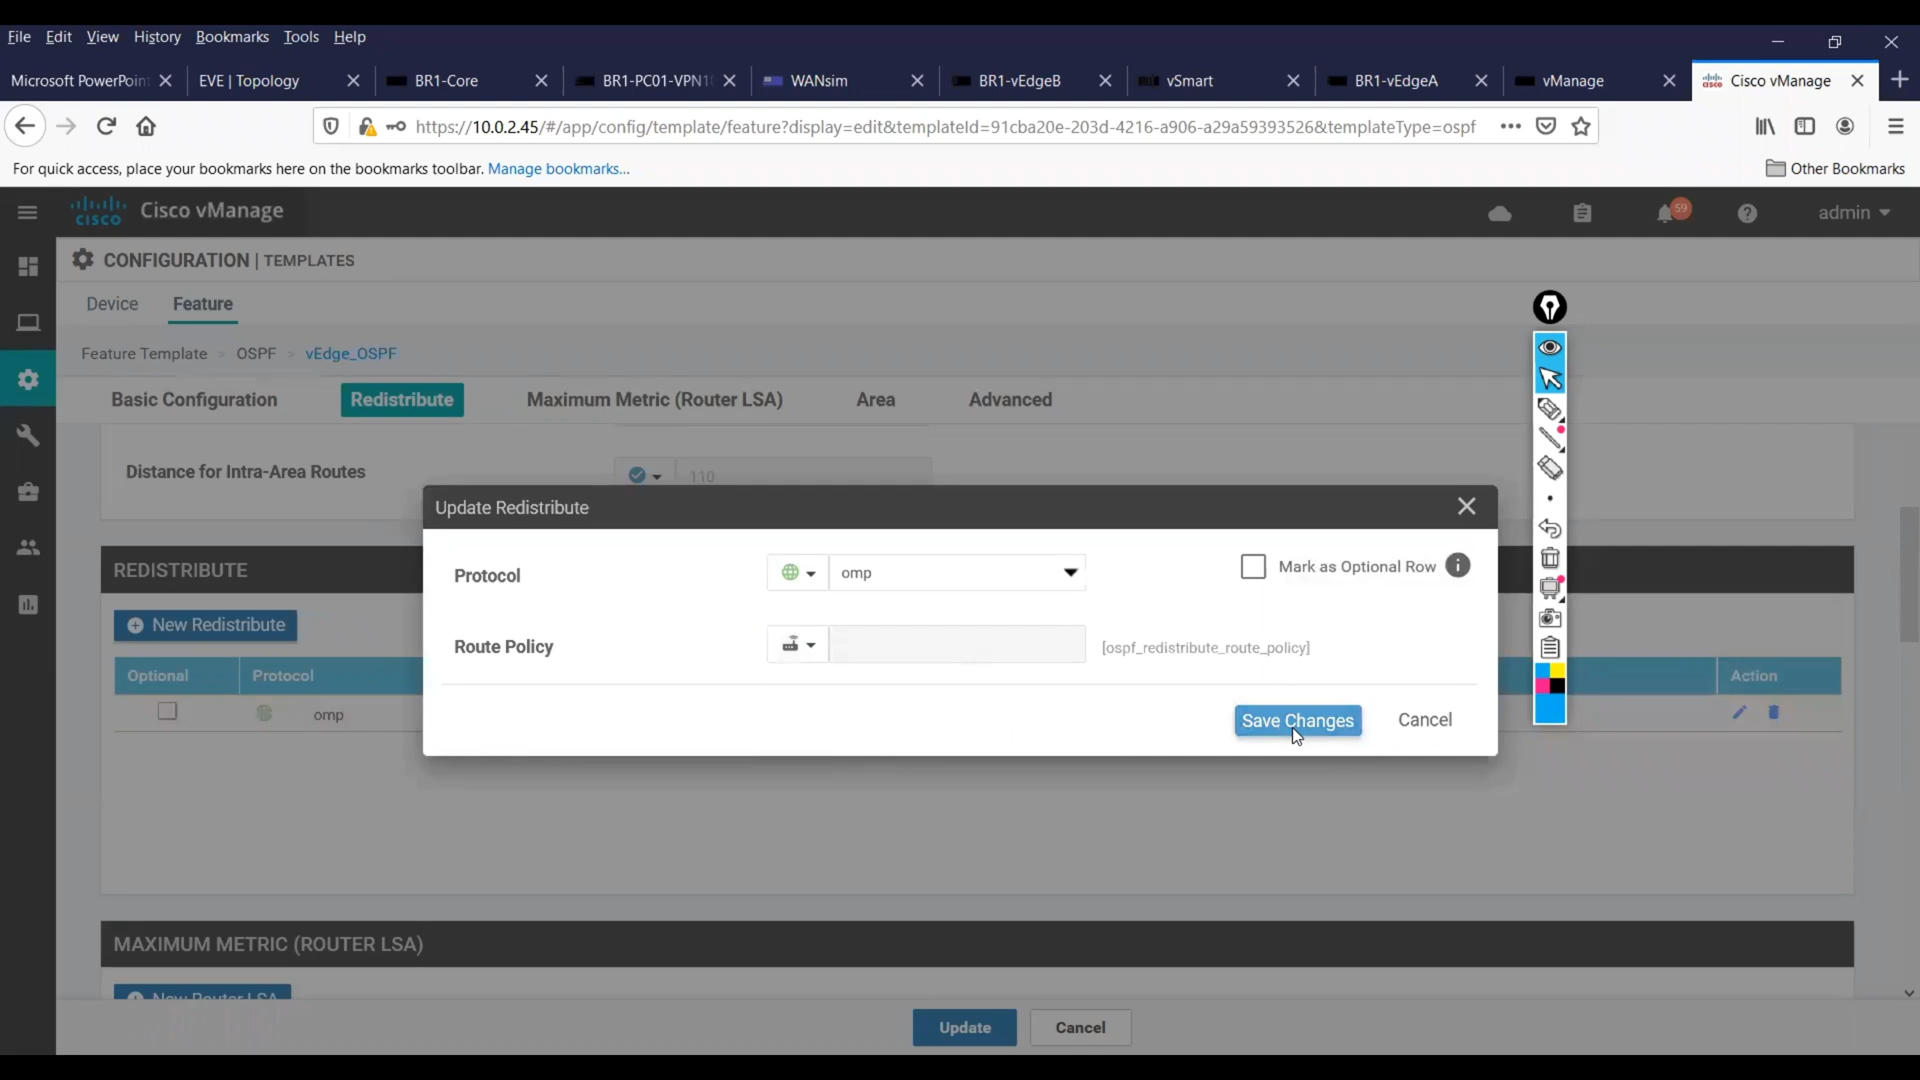 File Edit View History Bookmarks Tools Help
Microsoft PowerPoint EVE | Topology BR1-Core BR1-PC01-VPN1 WANsim BR1-vEdgeB vSmart BR1-vEdgeA vManage Cisco vManage
https://10.0.2.45/#/app/config/template/feature?display=edit&templateId=91cba20e-203d-4216-a906-a29a59393526&templateType=ospf
For quick access, place your bookmarks here on the bookmarks toolbar. Manage bookmarks... Other Bookmarks
cisco Cisco vManage 59 admin
CONFIGURATION | TEMPLATES
Device Feature
Feature Template > OSPF > vEdge_OSPF
Basic Configuration Redistribute Maximum Metric (Router LSA) Area Advanced
Distance for Intra-Area Routes 110
Update Redistribute
Protocol omp Mark as Optional Row
Route Policy [ospf_redistribute_route_policy]
Save Changes Cancel
REDISTRIBUTE
New Redistribute
Optional Protocol Action
omp
MAXIMUM METRIC (ROUTER LSA)
New Router LSA
Update Cancel